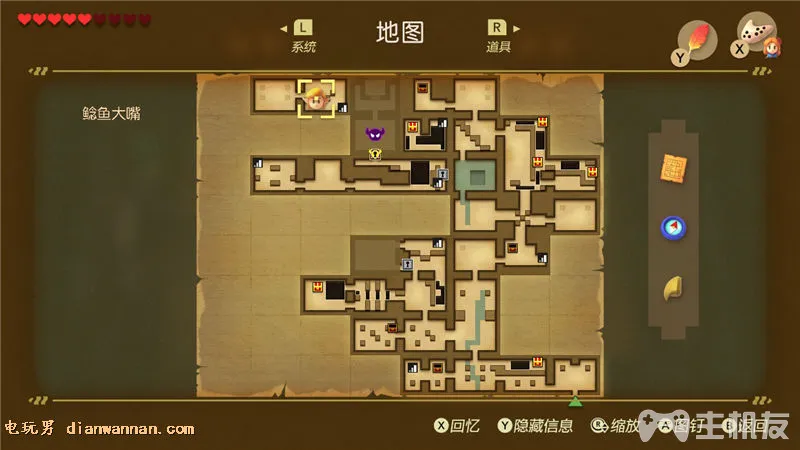 L 地图 R
系统 道具
Y X
鲶鱼大嘴
电玩男 dianwannan.com
X回忆 Y隐藏信息 缩放 A图钉 B返回
主机友